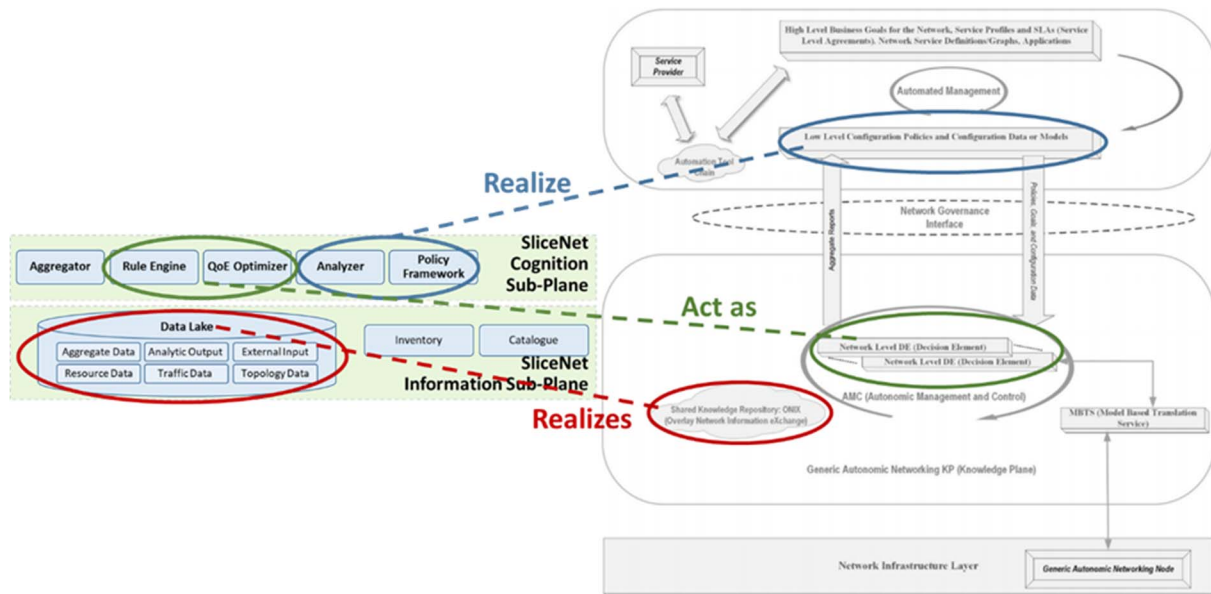 High Level Business Goals for the Network, Service Profiles and SLAs (Service
Level Agreements). Network Service Definitions/Graphs, Applications
Service
Provider
Automated Management
Low Level Configuration Policies and Configuration Data or Models
Automation Tool
Chain
Realize
Aggregate Reports
Policies, Goals and Configuration Data
Network Governance
Interface
SliceNet
Cognition
Sub-Plane
Aggregator
Rule Engine
QoE Optimizer
Analyzer
Policy
Framework
Act as
Data Lake
Aggregate Data
Analytic Output
External Input
Resource Data
Traffic Data
Topology Data
Inventory
Catalogue
SliceNet
Information Sub-Plane
Realizes
Network Level DE (Decision Element)
Network Level DE (Decision Element)
AMC (Autonomic Management and Control)
Shared Knowledge Repository: ONIX
(Overlay Network Information eXchange)
MBTS (Model Based Translation
Service)
Generic Autonomic Networking KP (Knowledge Plane)
Network Infrastructure Layer
Generic Autonomic Networking Node